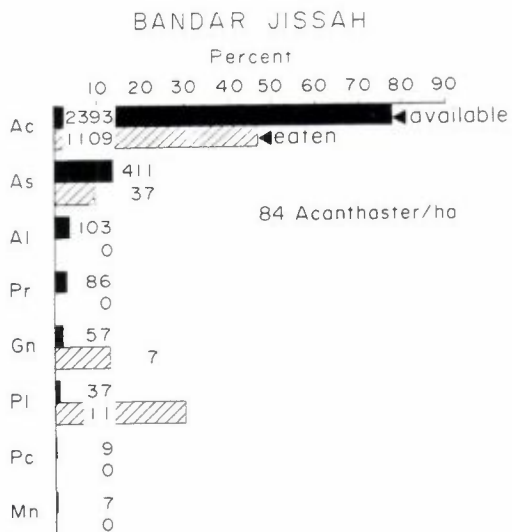 BANDAR JISSAH
Percent
10 20 30 40 50 60 70 80 90
Ac 2393 available
1109 eaten
As 411
37
84 Acanthaster/ha
Al 103
0
Pr 86
0
Gn 57
7
Pl 37
11
Pc 9
0
Mn 7
0